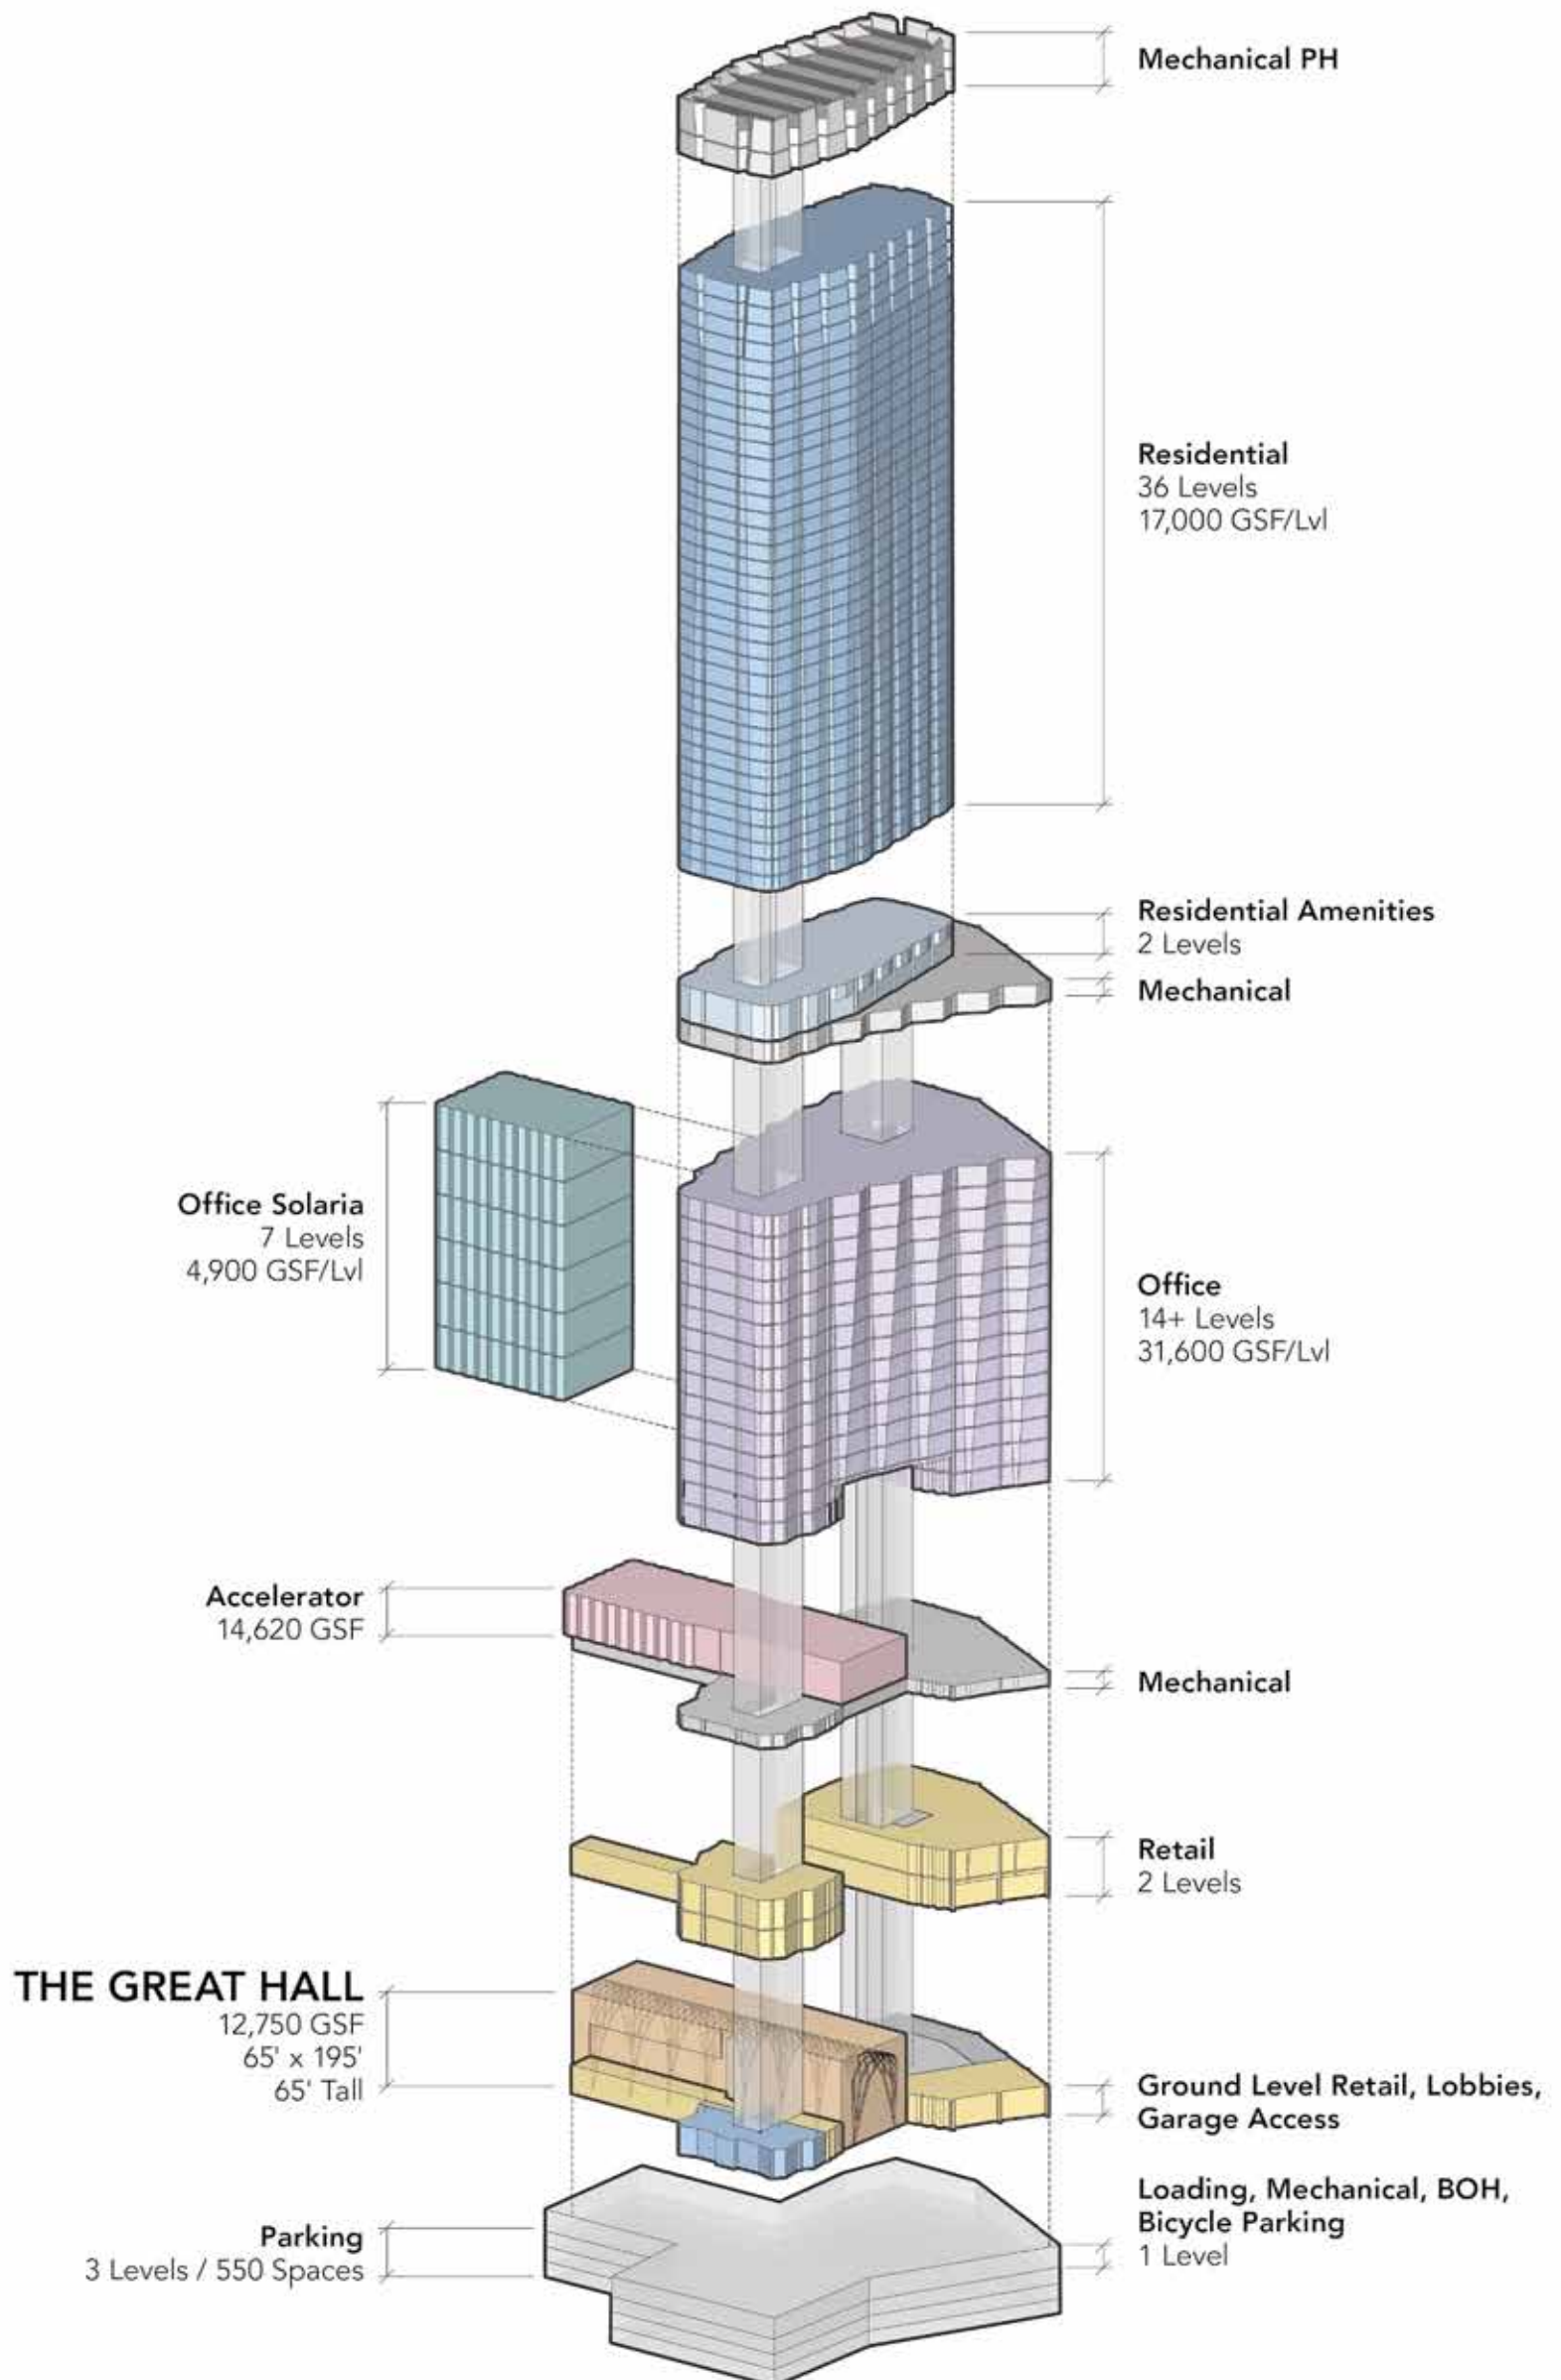 Mechanical PH
Residential
36 Levels
17,000 GSF/Lvl
Residential Amenities
2 Levels
Mechanical
Office Solaria
7 Levels
4,900 GSF/Lvl
Office
14+ Levels
31,600 GSF/Lvl
Accelerator
14,620 GSF
Mechanical
Retail
2 Levels
THE GREAT HALL
12,750 GSF
65' x 195'
65' Tall
Ground Level Retail, Lobbies,
Garage Access
Loading, Mechanical, BOH,
Bicycle Parking
1 Level
Parking
3 Levels / 550 Spaces